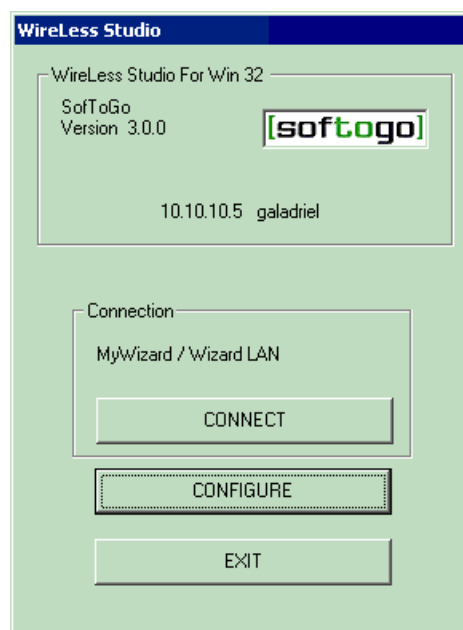 WireLess Studio
WireLess Studio For Win 32
SofToGo
Version 3.0.0
[softogo]
10.10.10.5 galadriel
Connection
MyWizard / Wizard LAN
CONNECT
CONFIGURE
EXIT